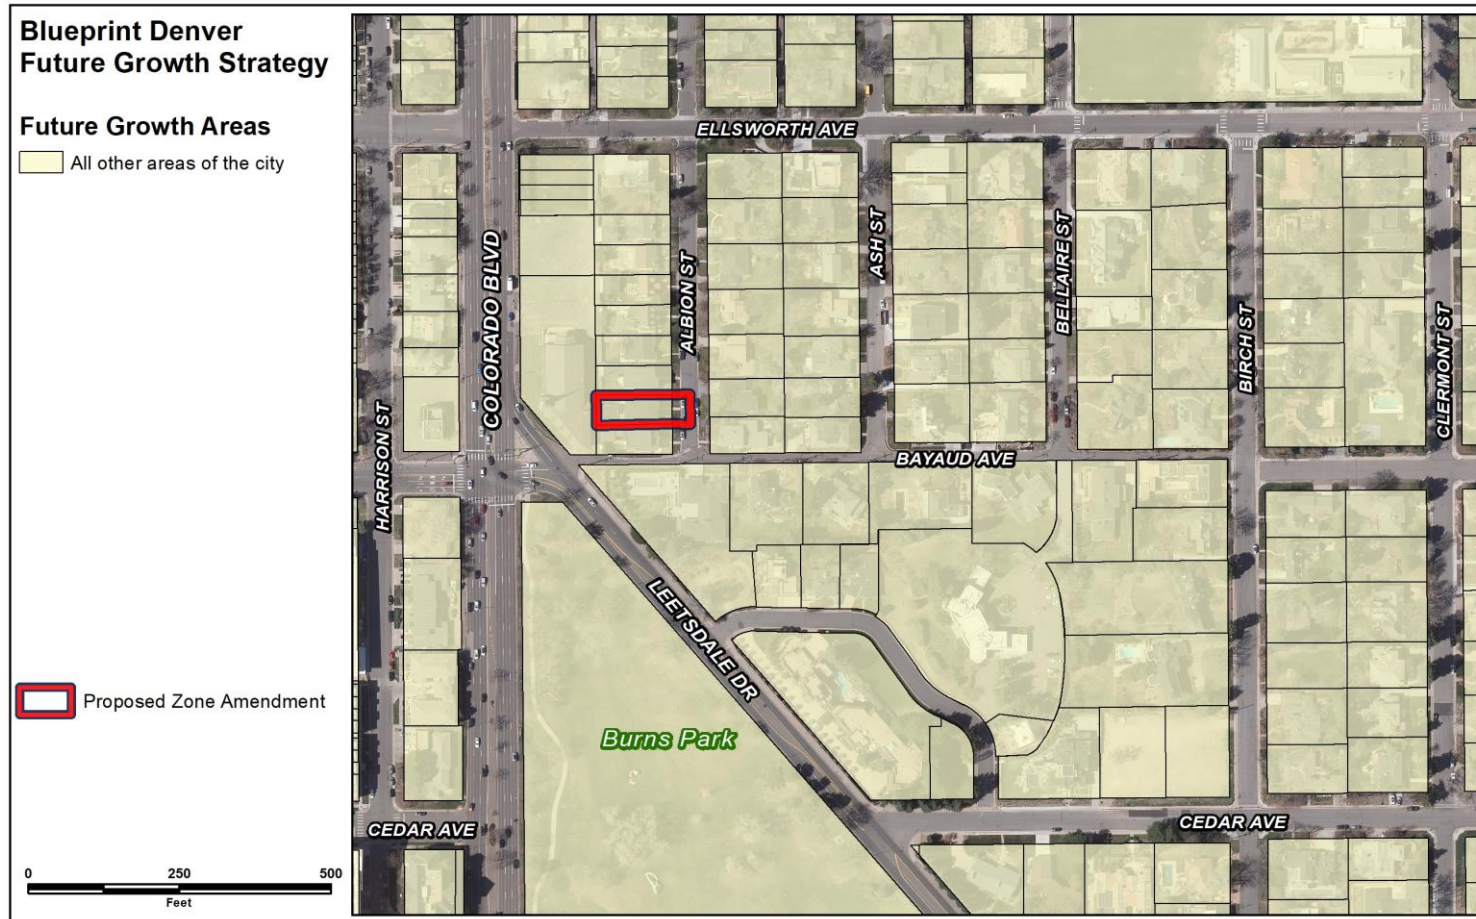 Blueprint Denver
Future Growth Strategy
Future Growth Areas
All other areas of the city
Proposed Zone Amendment
0 250 500
Feet
ELLSWORTH AVE
COLORADO BLVD
ALBION ST
ASH ST
BELLAIRE ST
BIRCH ST
CLERMONT ST
HARRISON ST
BAYAUD AVE
LEETSDALE DR
Burns Park
CEDAR AVE
CEDAR AVE